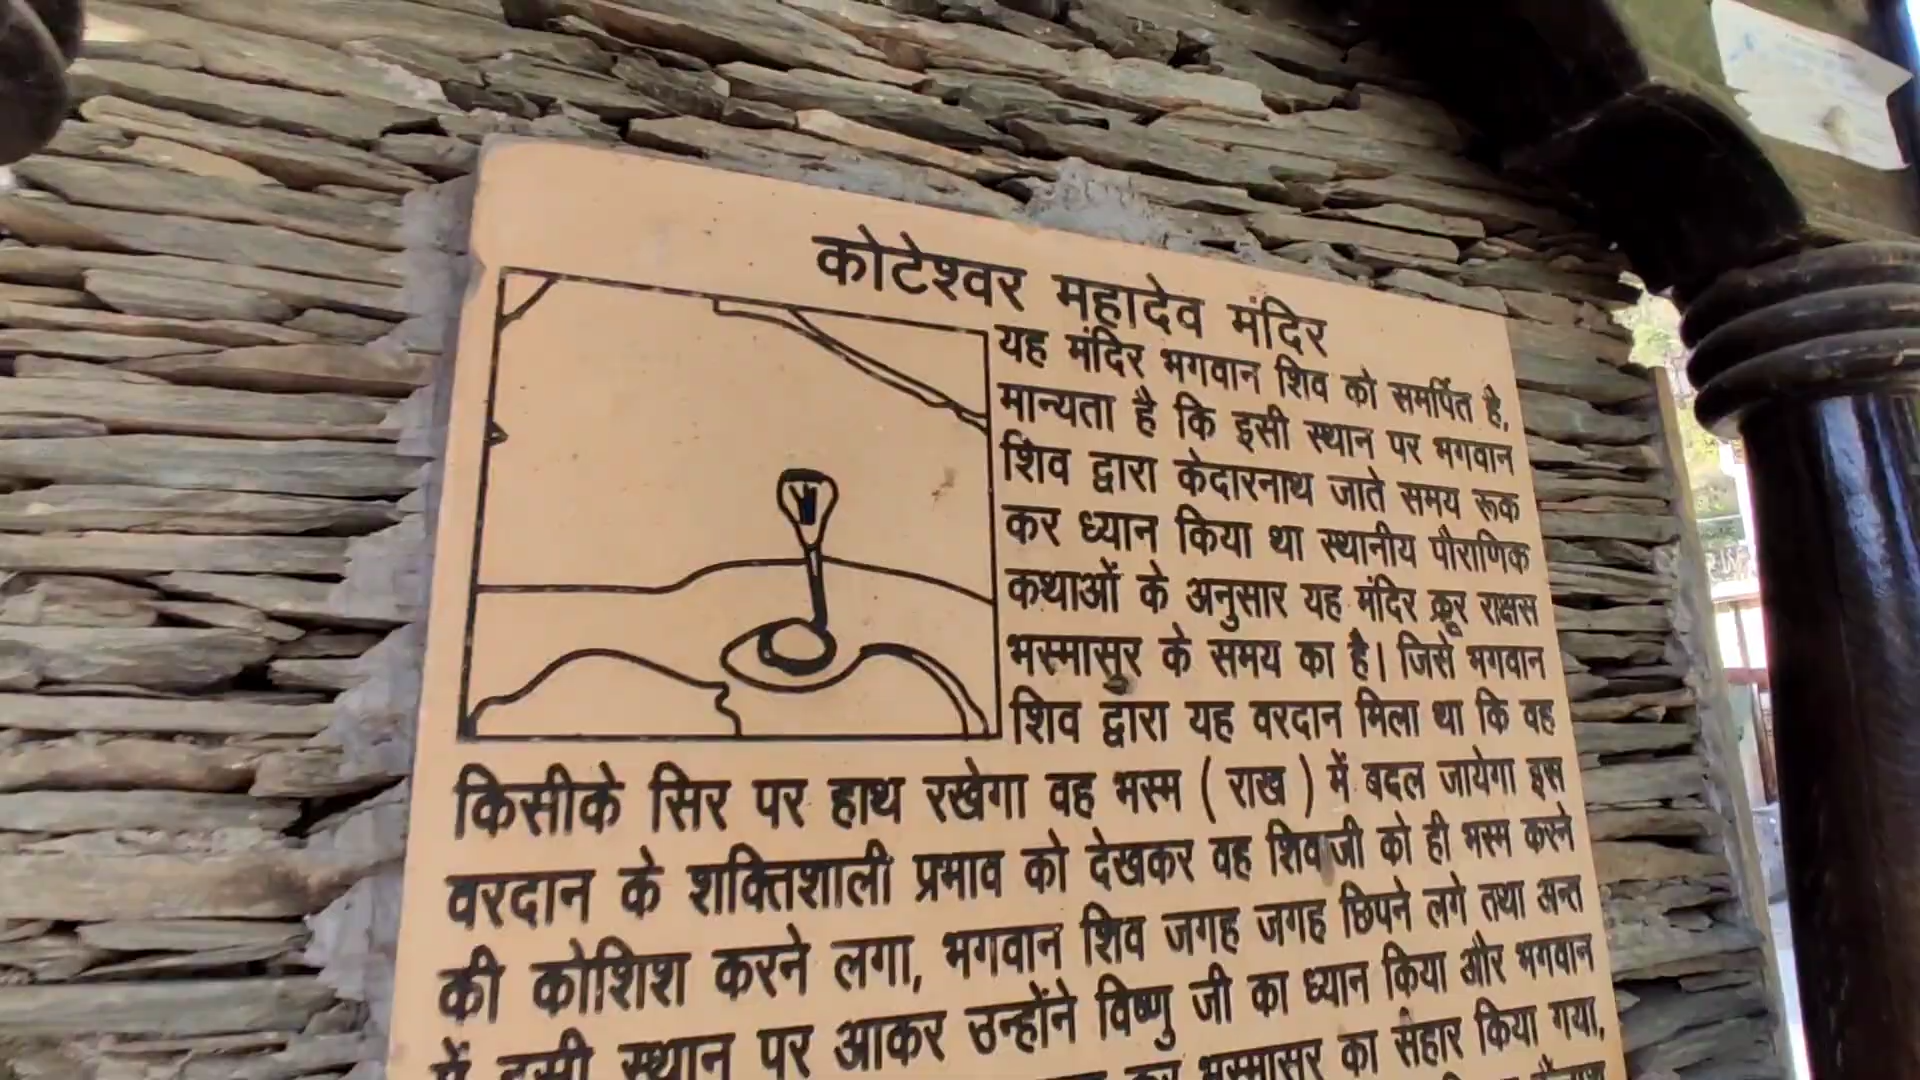 कोटेश्वर महादेव मंदिर
यह मंदिर भगवान शिव को समर्पित है,
मान्यता है कि इसी स्थान पर भगवान
शिव द्वारा केदारनाथ जाते समय रूक
कर ध्यान किया था स्थानीय पौराणिक
कथाओं के अनुसार यह मंदिर क्रूर राक्षस
भस्मासुर के समय का है। जिसे भगवान
शिव द्वारा यह वरदान मिला था कि वह
किसीके सिर पर हाथ रखेगा वह भस्म ( राख ) में बदल जायेगा इस
वरदान के शक्तिशाली प्रभाव को देखकर वह शिव जी को ही भस्म करने
की कोशिश करने लगा, भगवान शिव जगह जगह छिपने लगे तथा अन्त
में इसी स्थान पर आकर उन्होंने विष्णु जी का ध्यान किया और भगवान
कर भस्मासुर का संहार किया गया,